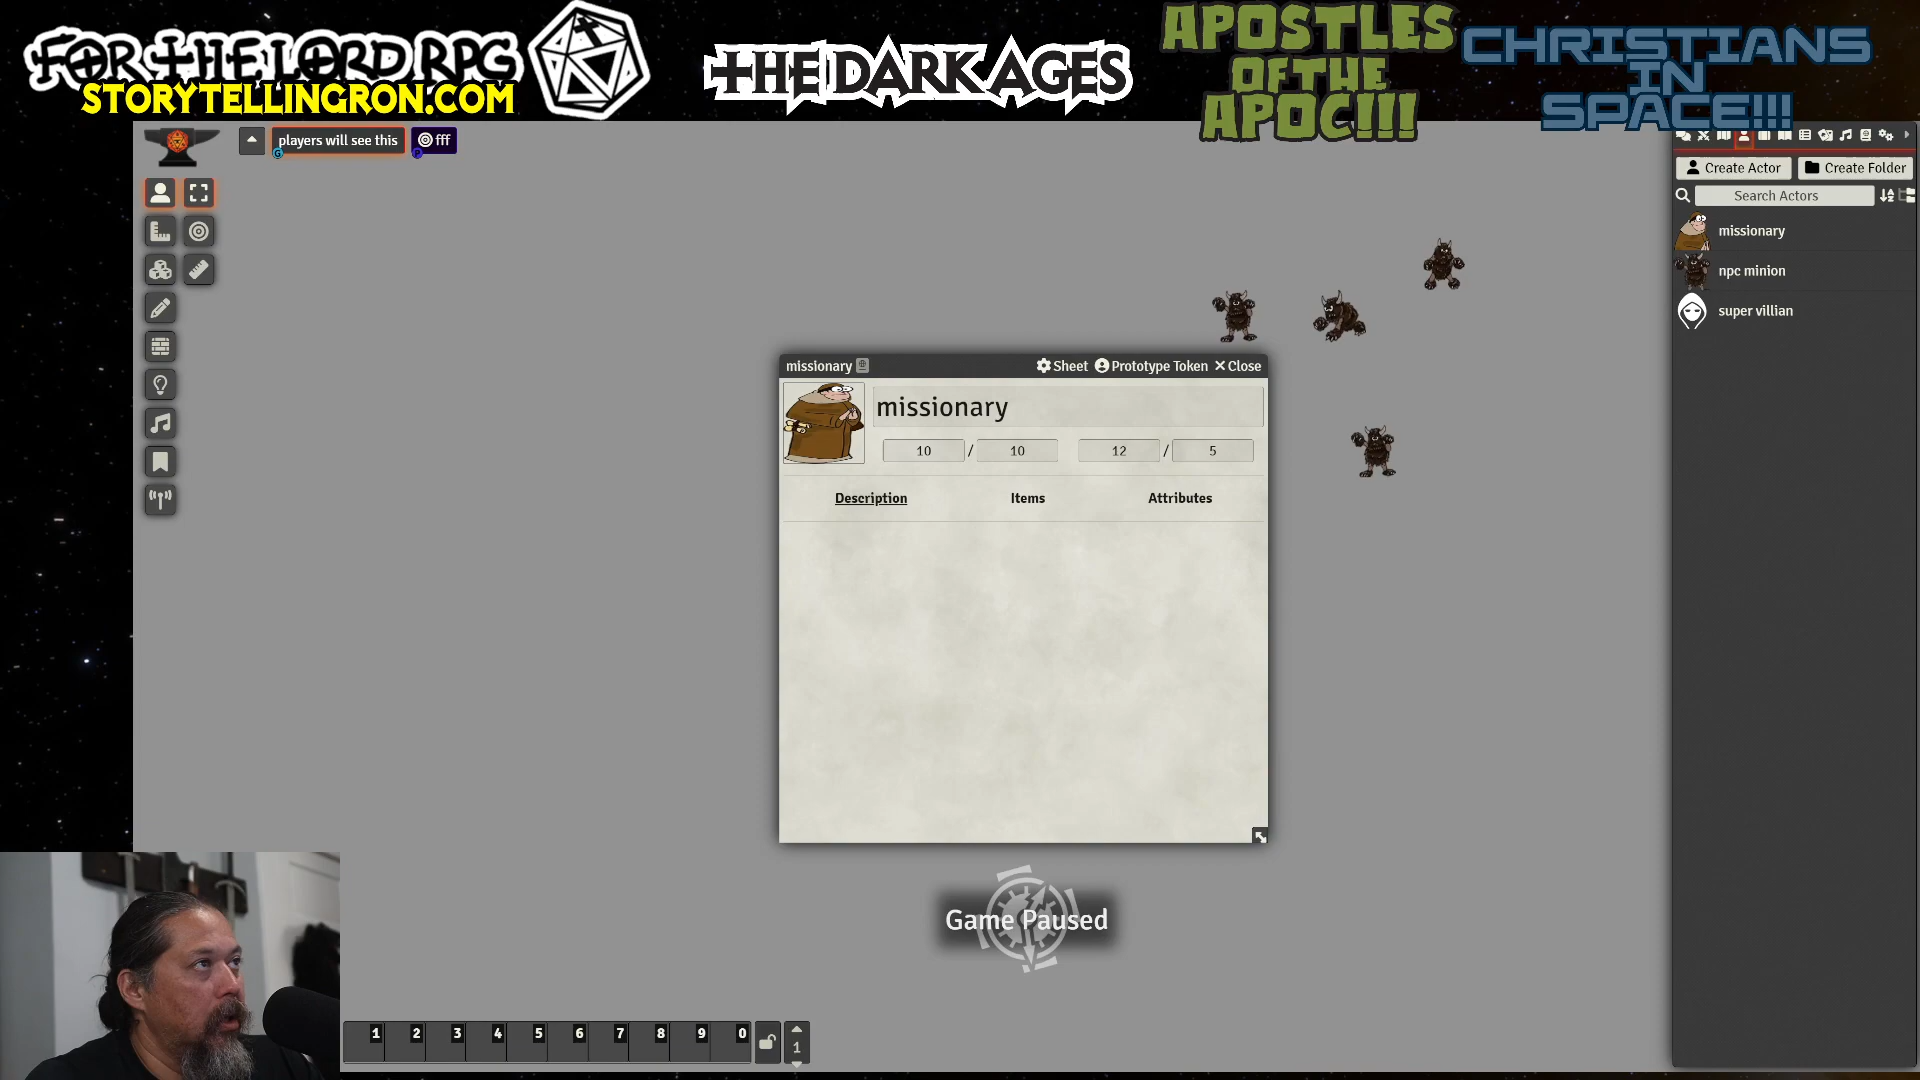 FOR THE LORD RPG
STORYTELLINGRON.COM
THE DARK AGES
APOSTLES
OF THE
APOC!!!
CHRISTIANS
IN
SPACE!!!
players will see this
G
fff
P
Create Actor
Create Folder
Search Actors
missionary
npc minion
super villian
missionary
Sheet
Prototype Token
Close
missionary
10 / 10
12 / 5
Description
Items
Attributes
Game Paused
1 2 3 4 5 6 7 8 9 0
1